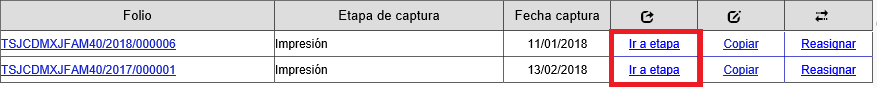 Folio Etapa de captura Fecha captura
TSJCDMXJFAM40/2018/000006 Impresión 11/01/2018 Ir a etapa Copiar Reasignar
TSJCDMXJFAM40/2017/000001 Impresión 13/02/2018 Ir a etapa Copiar Reasignar